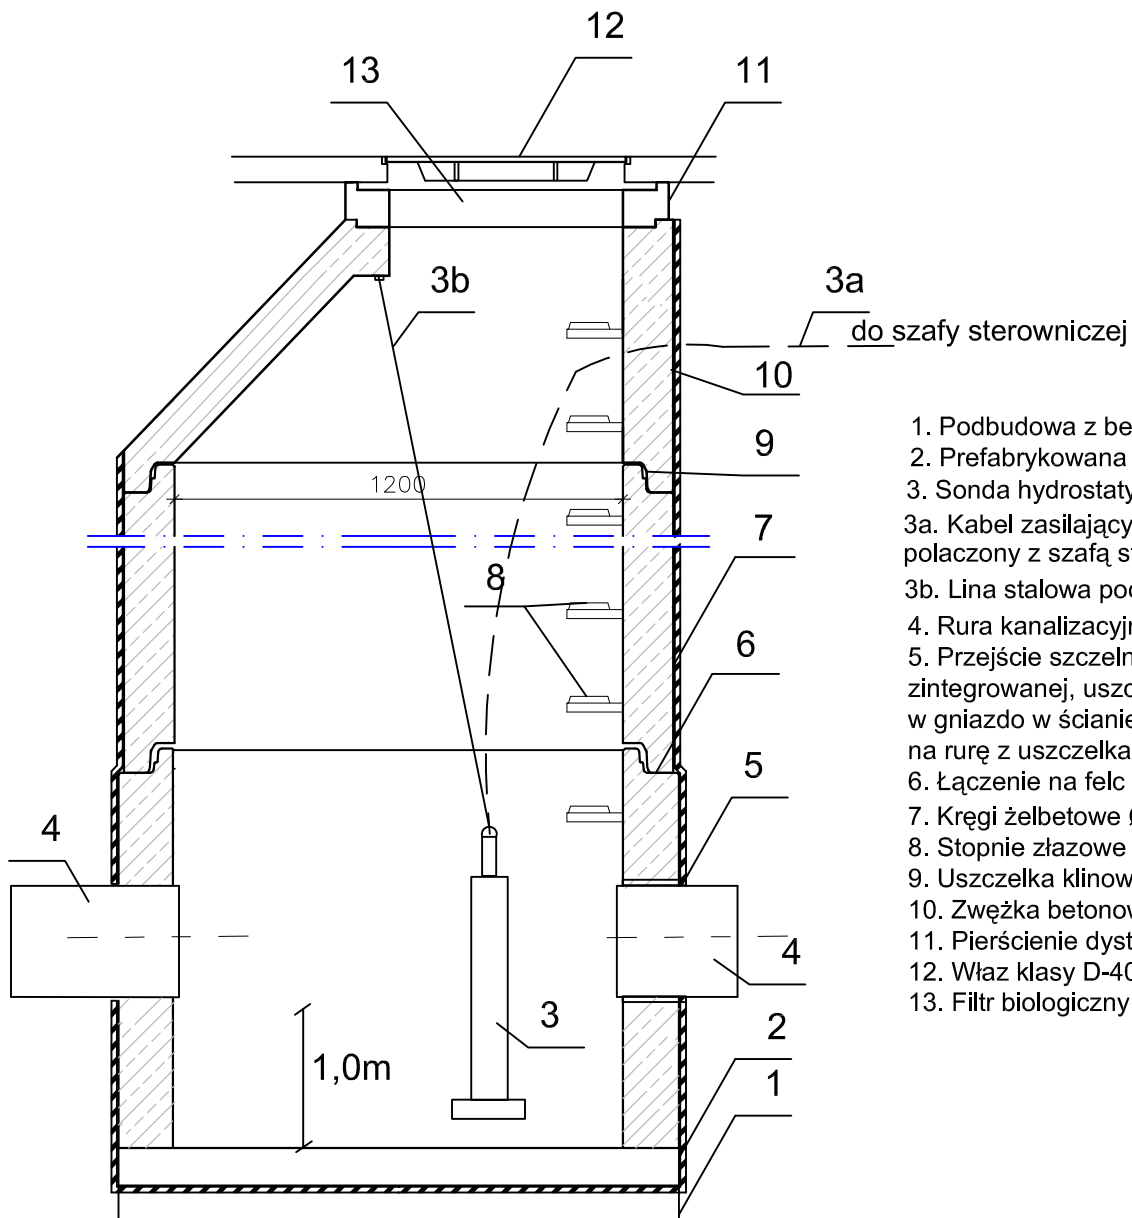 12
13
11
3b
3a
do szafy sterowniczej
10
9
1200
7
8
6
5
4
4
3
2
1,0m
1
1. Podbudowa z be
2. Prefabrykowana
3. Sonda hydrostaty
3a. Kabel zasilający
polaczony z szafą s
3b. Lina stalowa po
4. Rura kanalizacyj
5. Przejście szczeln
zintegrowanej, uszc
w gniazdo w ścianie
na rurę z uszczelka
6. Łączenie na felc
7. Kręgi żelbetowe
8. Stopnie złazowe
9. Uszczelka klinow
10. Zwężka betonow
11. Pierścienie dyst
12. Właz klasy D-40
13. Filtr biologiczny